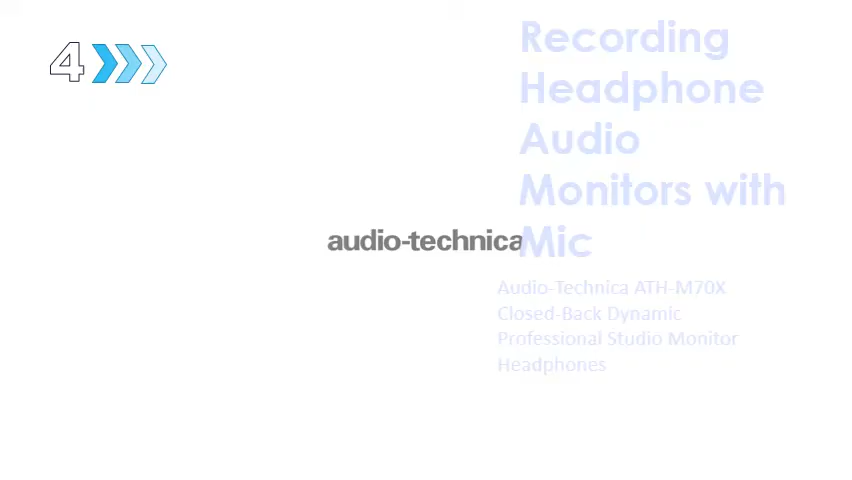 4
Recording
Headphone
Audio
Monitors with
Mic
audio-technica
Audio-Technica ATH-M70X
Closed-Back Dynamic
Professional Studio Monitor
Headphones